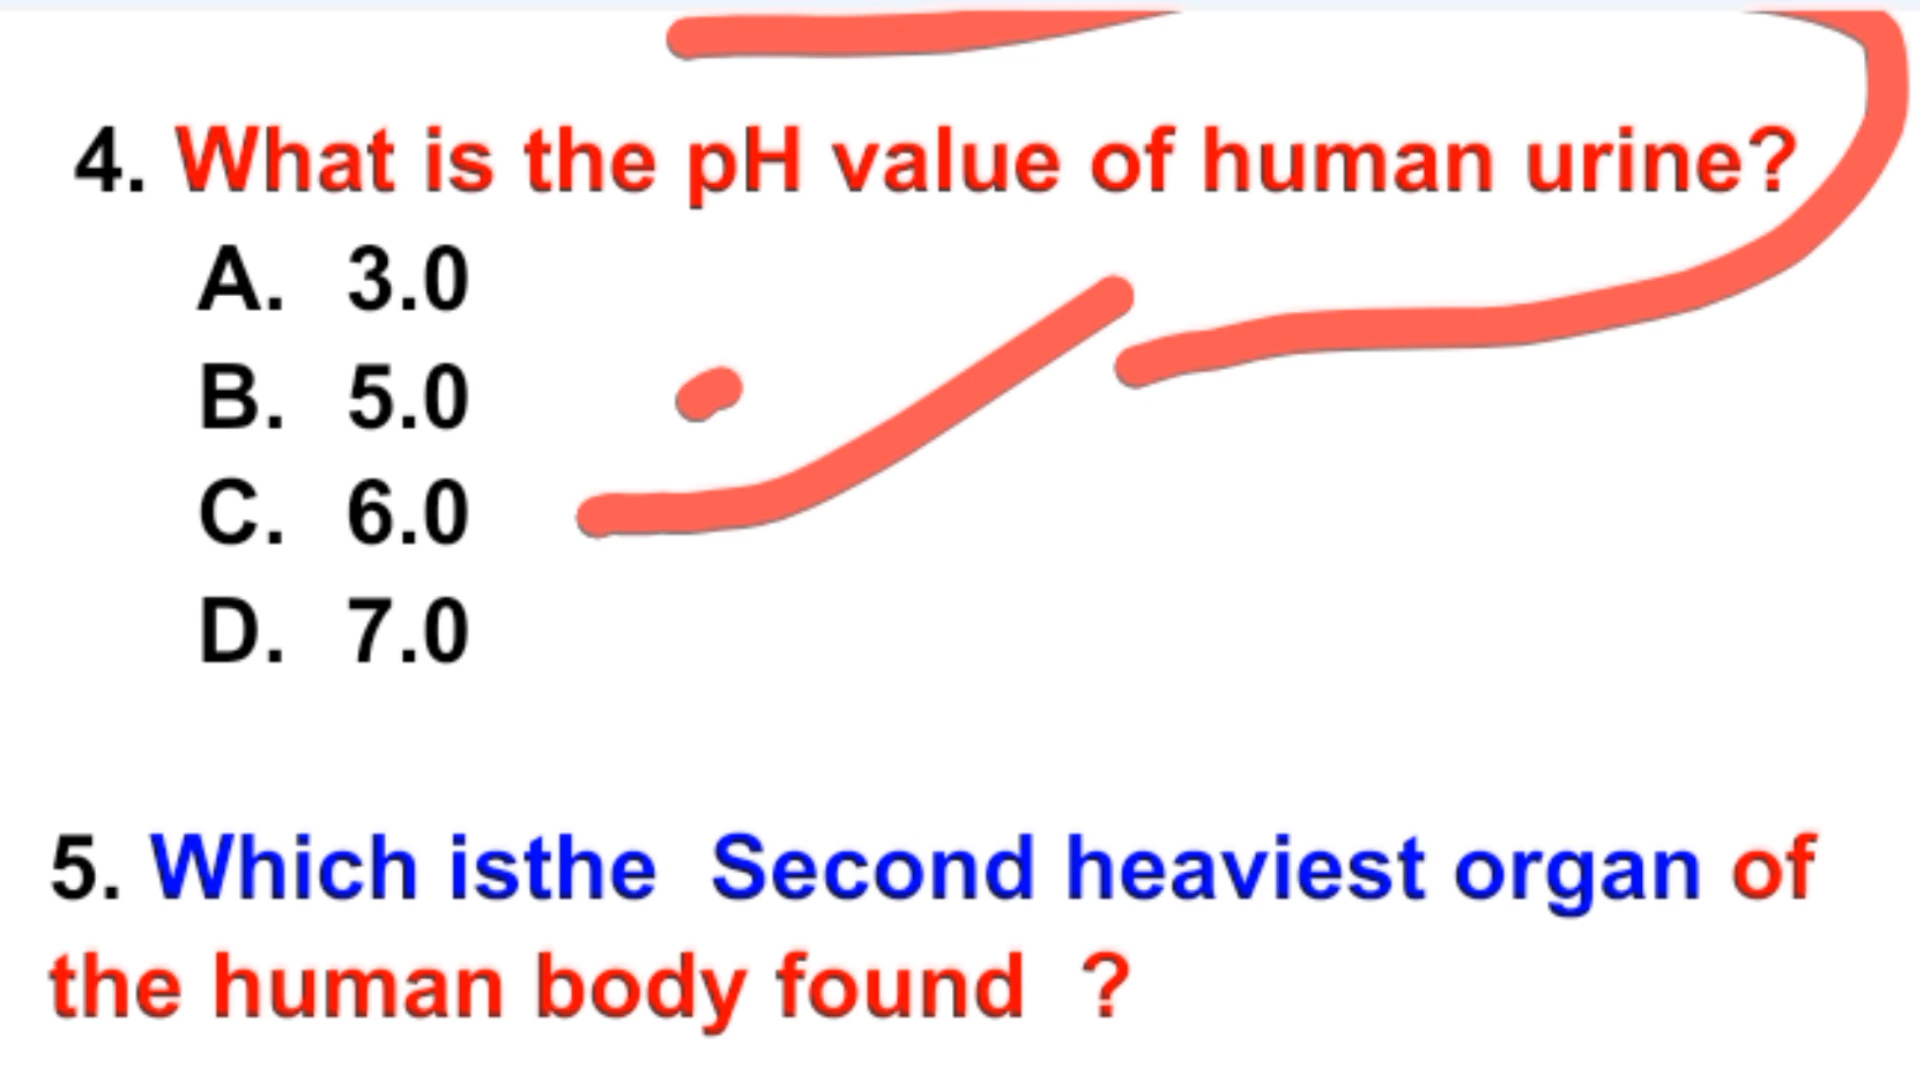 4. What is the pH value of human urine?
A. 3.0
B. 5.0
C. 6.0
D. 7.0
5. Which isthe Second heaviest organ of
the human body found ?